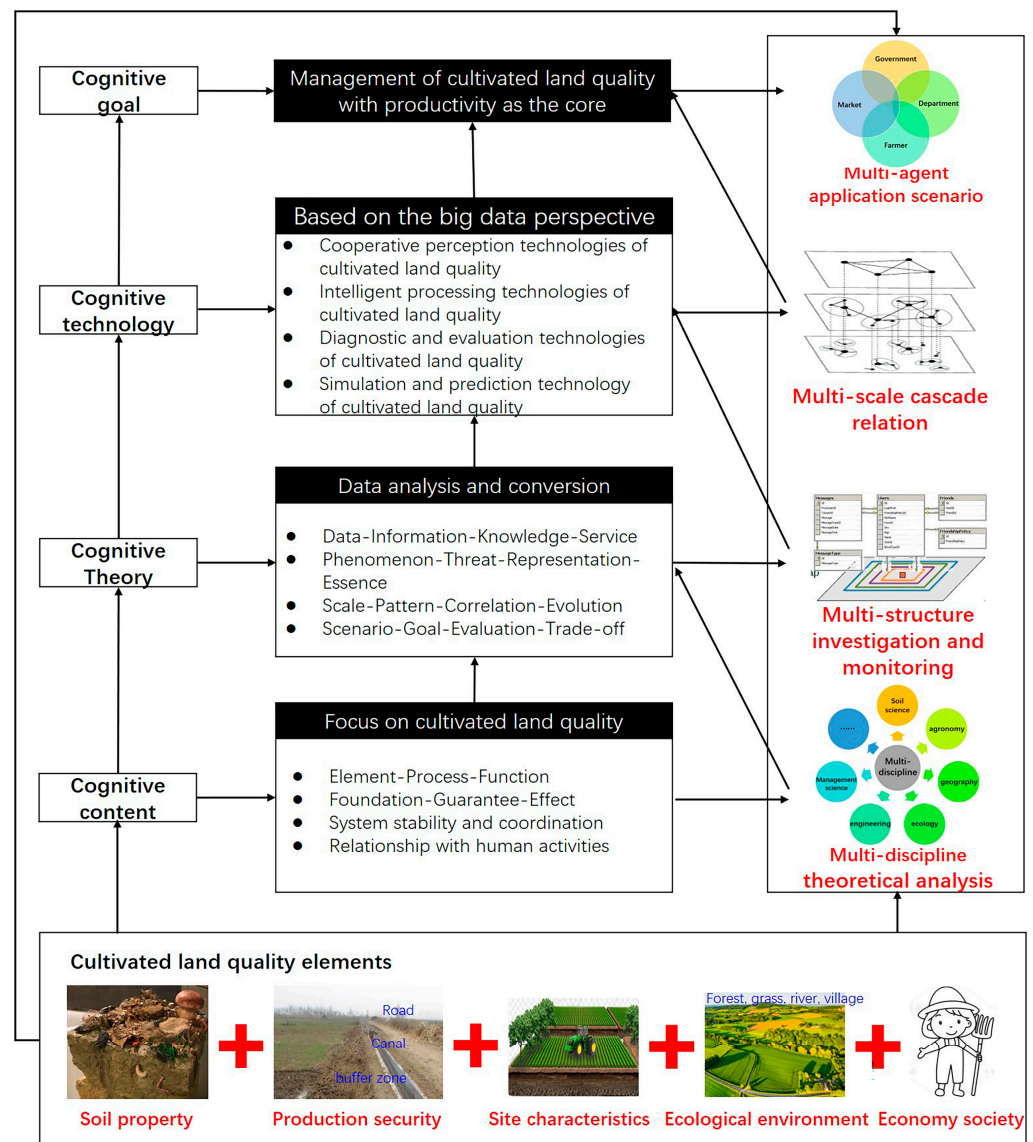 Cognitive
goal
Management of cultivated land quality
with productivity as the core
Government
Market
Department
Farmer
Multi-agent
application scenario
Based on the big data perspective
● Cooperative perception technologies of
cultivated land quality
● Intelligent processing technologies of
cultivated land quality
● Diagnostic and evaluation technologies
of cultivated land quality
● Simulation and prediction technology
of cultivated land quality
Cognitive
technology
Multi-scale cascade
relation
Cognitive
Theory
Data analysis and conversion
● Data-Information-Knowledge-Service
● Phenomenon-Threat-Representation-
Essence
● Scale-Pattern-Correlation-Evolution
● Scenario-Goal-Evaluation-Trade-off
Messages
Users
Friends
FriendshipPolicy
MessageType
Multi-structure
investigation and
monitoring
Cognitive
content
Focus on cultivated land quality
● Element-Process-Function
● Foundation-Guarantee-Effect
● System stability and coordination
● Relationship with human activities
Soil
science
......
agronomy
Multi-
discipline
Management
science
geography
engineering
ecology
Multi-discipline
theoretical analysis
Cultivated land quality elements
Road
Canal
buffer zone
Forest, grass, river, village
Soil property
Production security
Site characteristics
Ecological environment
Economy society